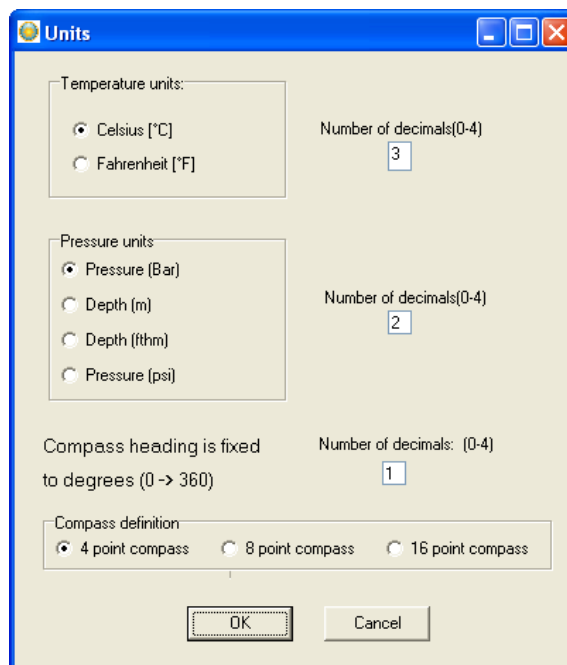 Units
Temperature units:
Celsius [°C]
Fahrenheit [°F]
Number of decimals(0-4)
3
Pressure units
Pressure (Bar)
Depth (m)
Depth (fthm)
Pressure (psi)
Number of decimals(0-4)
2
Compass heading is fixed
to degrees (0 -> 360)
Number of decimals: (0-4)
1
Compass definition
4 point compass 8 point compass 16 point compass
OK Cancel